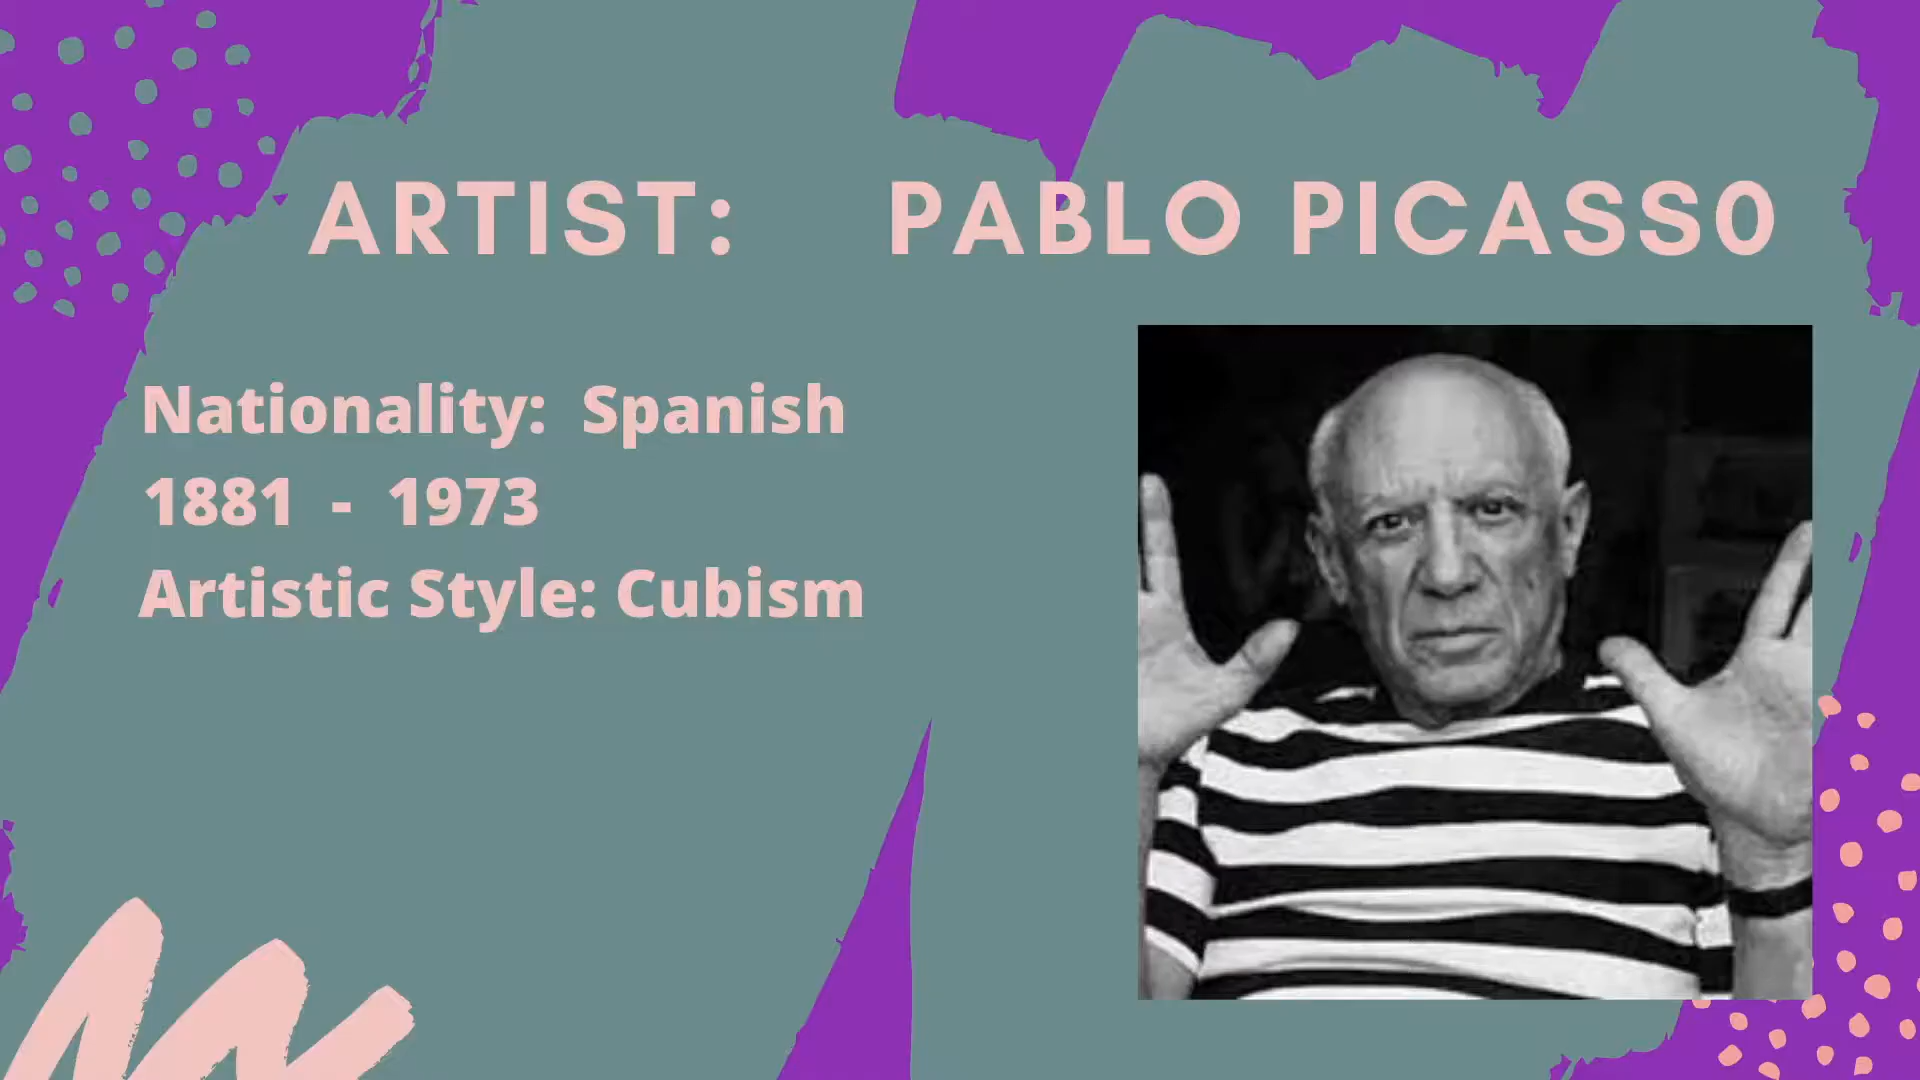 ARTIST: PABLO PICASS0
Nationality: Spanish
1881 - 1973
Artistic Style: Cubism